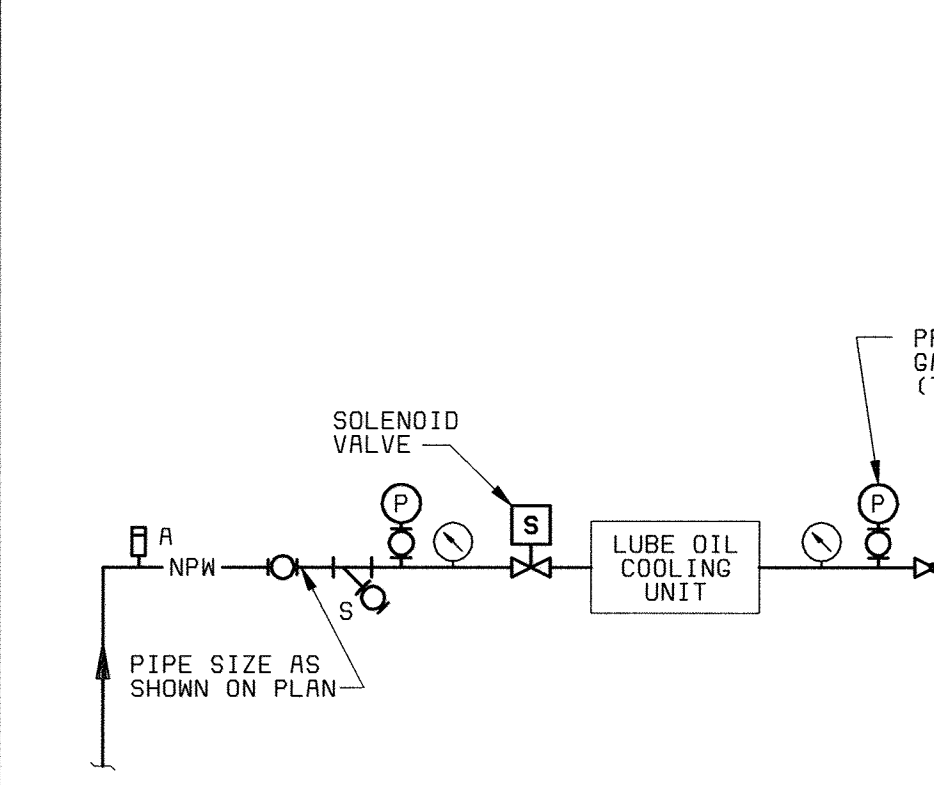 SOLENOID
VALVE
P
S
P
A
NPW
LUBE OIL
COOLING
UNIT
S
PIPE SIZE AS
SHOWN ON PLAN